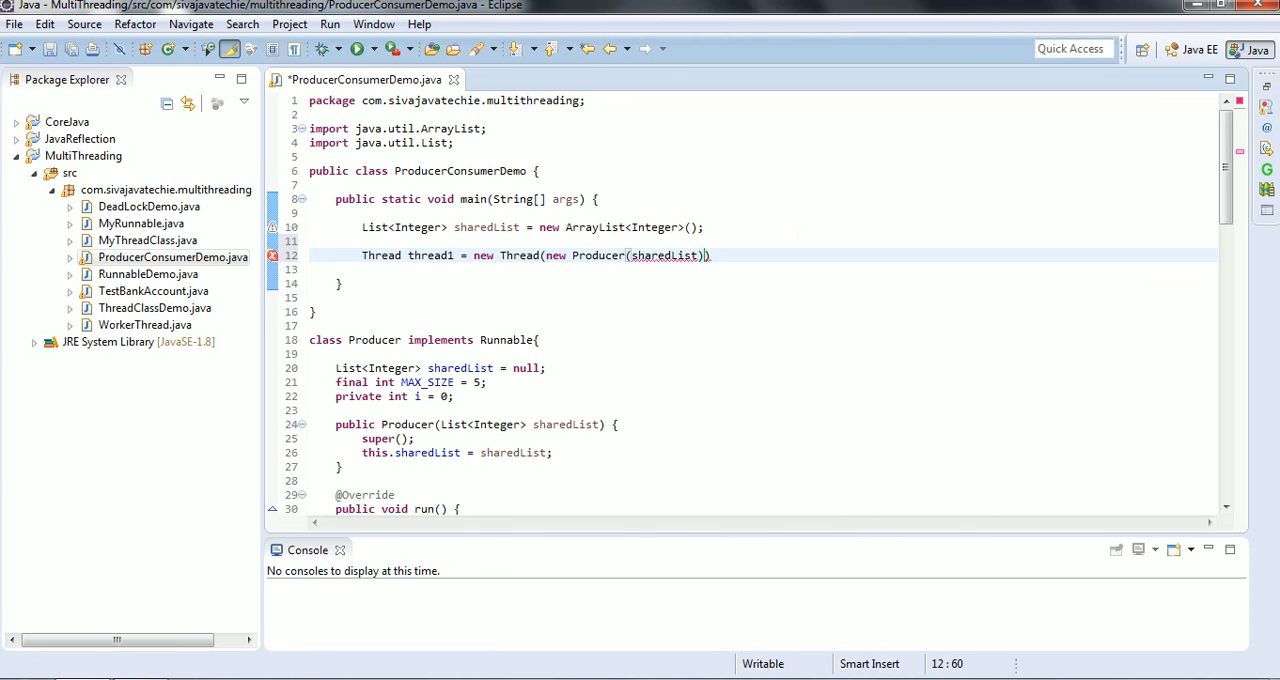 Java - MultiThreading/src/com/sivajavatechie/multithreading/ProducerConsumerDemo.java - Eclipse
File Edit Source Refactor Navigate Search Project Run Window Help
Quick Access Java EE Java
Package Explorer
CoreJava
JavaReflection
MultiThreading
src
com.sivajavatechie.multithreading
DeadLockDemo.java
MyRunnable.java
MyThreadClass.java
ProducerConsumerDemo.java
RunnableDemo.java
TestBankAccount.java
ThreadClassDemo.java
WorkerThread.java
JRE System Library [JavaSE-1.8]
*ProducerConsumerDemo.java
1 package com.sivajavatechie.multithreading;
2
3 import java.util.ArrayList;
4 import java.util.List;
5
6 public class ProducerConsumerDemo {
7
8 public static void main(String[] args) {
9
10 List<Integer> sharedList = new ArrayList<Integer>();
11
12 Thread thread1 = new Thread(new Producer(sharedList))
13
14 }
15
16 }
17
18 class Producer implements Runnable{
19
20 List<Integer> sharedList = null;
21 final int MAX_SIZE = 5;
22 private int i = 0;
23
24 public Producer(List<Integer> sharedList) {
25 super();
26 this.sharedList = sharedList;
27 }
28
29 @Override
30 public void run() {
Console
No consoles to display at this time.
Writable Smart Insert 12 : 60